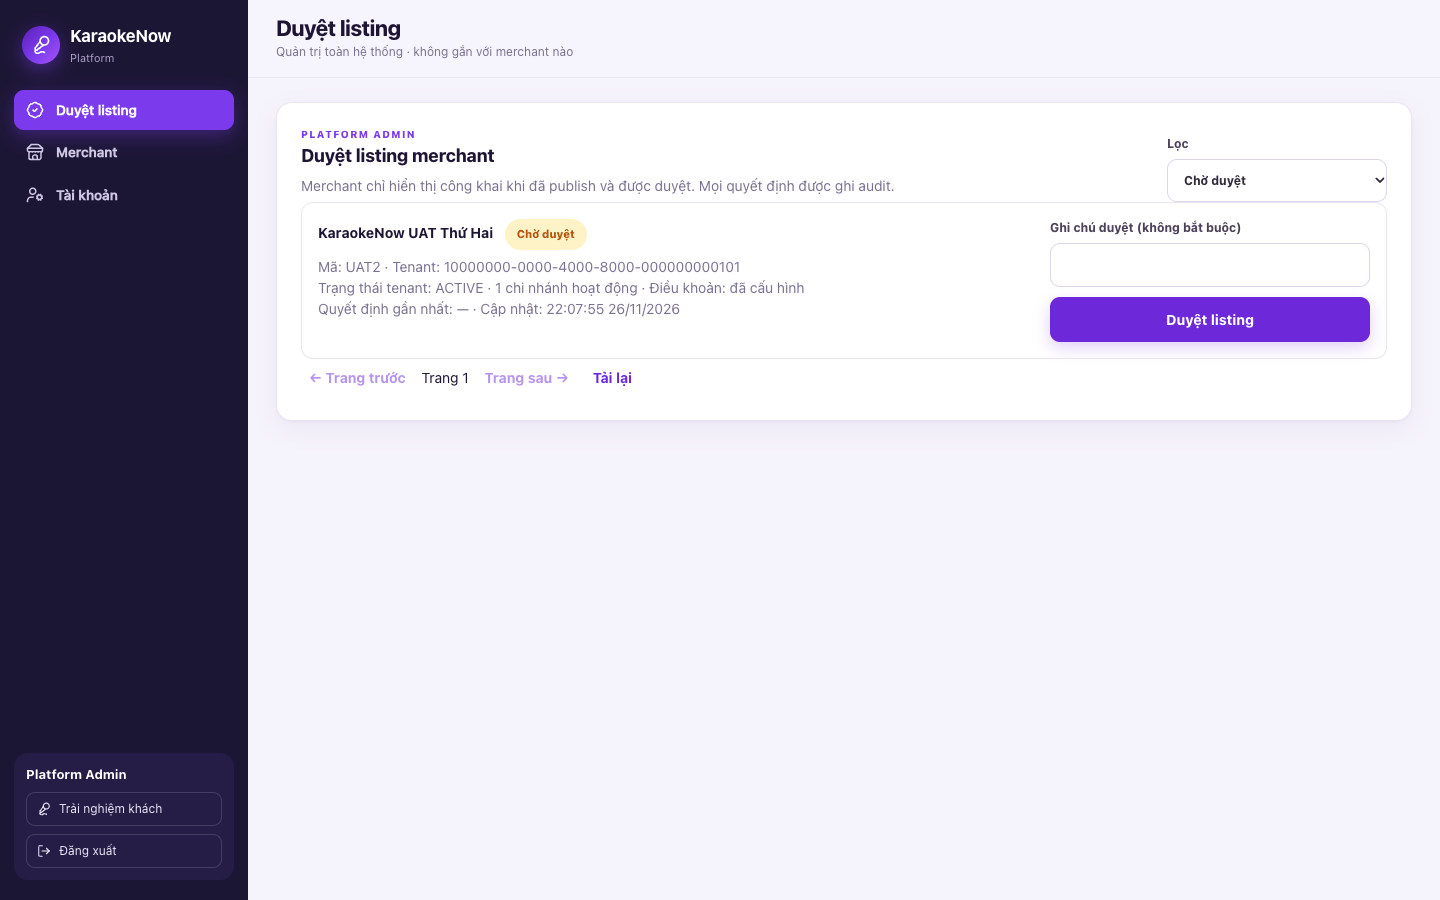 KaraokeNow
Platform
Duyệt listing
Merchant
Tài khoản
Platform Admin
Trải nghiệm khách
Đăng xuất
Duyệt listing
Quản trị toàn hệ thống · không gắn với merchant nào
PLATFORM ADMIN
Duyệt listing merchant
Merchant chỉ hiển thị công khai khi đã publish và được duyệt. Mọi quyết định được ghi audit.
Lọc
Chờ duyệt
KaraokeNow UAT Thứ Hai
Chờ duyệt
Mã: UAT2 · Tenant: 10000000-0000-4000-8000-000000000101
Trạng thái tenant: ACTIVE · 1 chi nhánh hoạt động · Điều khoản: đã cấu hình
Quyết định gần nhất: — · Cập nhật: 22:07:55 26/11/2026
Ghi chú duyệt (không bắt buộc)
Duyệt listing
← Trang trước Trang 1 Trang sau → Tải lại